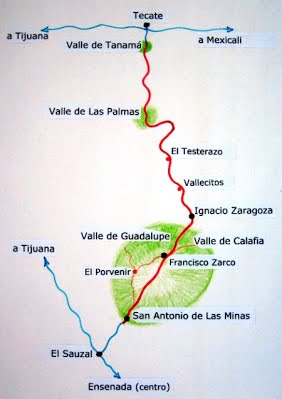 Tecate
a Tijuana
a Mexicali
Valle de Tanamá
Valle de Las Palmas
El Testerazo
Vallecitos
Ignacio Zaragoza
Valle de Guadalupe
Valle de Calafia
a Tijuana
Francisco Zarco
El Porvenir
San Antonio de Las Minas
El Sauzal
Ensenada (centro)